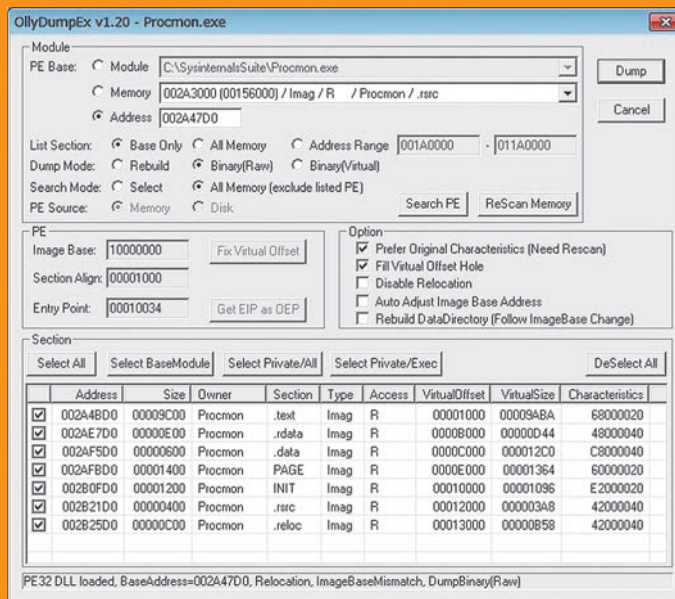 OllyDumpEx v1.20 - Procmon.exe
Module
PE Base: Module C:\SysinternalsSuite\Procmon.exe
Dump
Memory 002A3000 (00156000) / Imag / R / Procmon / .rsrc
Cancel
Address 002A47D0
List Section: Base Only All Memory Address Range 001A0000 - 011A0000
Dump Mode: Rebuild Binary(Raw) Binary(Virtual)
Search Mode: Select All Memory (exclude listed PE)
PE Source: Memory Disk
Search PE ReScan Memory
PE
Image Base: 10000000 Fix Virtual Offset
Section Align: 00001000
Entry Point: 00010034 Get EIP as OEP
Option
Prefer Original Characteristics (Need Rescan)
Fill Virtual Offset Hole
Disable Relocation
Auto Adjust Image Base Address
Rebuild DataDirectory (Follow ImageBase Change)
Section
Select All Select BaseModule Select Private/All Select Private/Exec DeSelect All
Address Size Owner Section Type Access VirtualOffset VirtualSize Characteristics
002A4BD0 00009C00 Procmon .text Imag R 00001000 00009ABA 68000020
002AE7D0 00000E00 Procmon .rdata Imag R 0000B000 00000D44 48000040
002AF5D0 00000600 Procmon .data Imag R 0000C000 000012C0 C8000040
002AFBD0 00001400 Procmon PAGE Imag R 0000E000 00001364 60000020
002B0FD0 00001200 Procmon INIT Imag R 00010000 00001096 E2000020
002B21D0 00000400 Procmon .rsrc Imag R 00012000 000003A8 42000040
002B25D0 00000C00 Procmon .reloc Imag R 00013000 00000B58 42000040
PE32 DLL loaded, BaseAddress=002A47D0, Relocation, ImageBaseMismatch, DumpBinary(Raw)